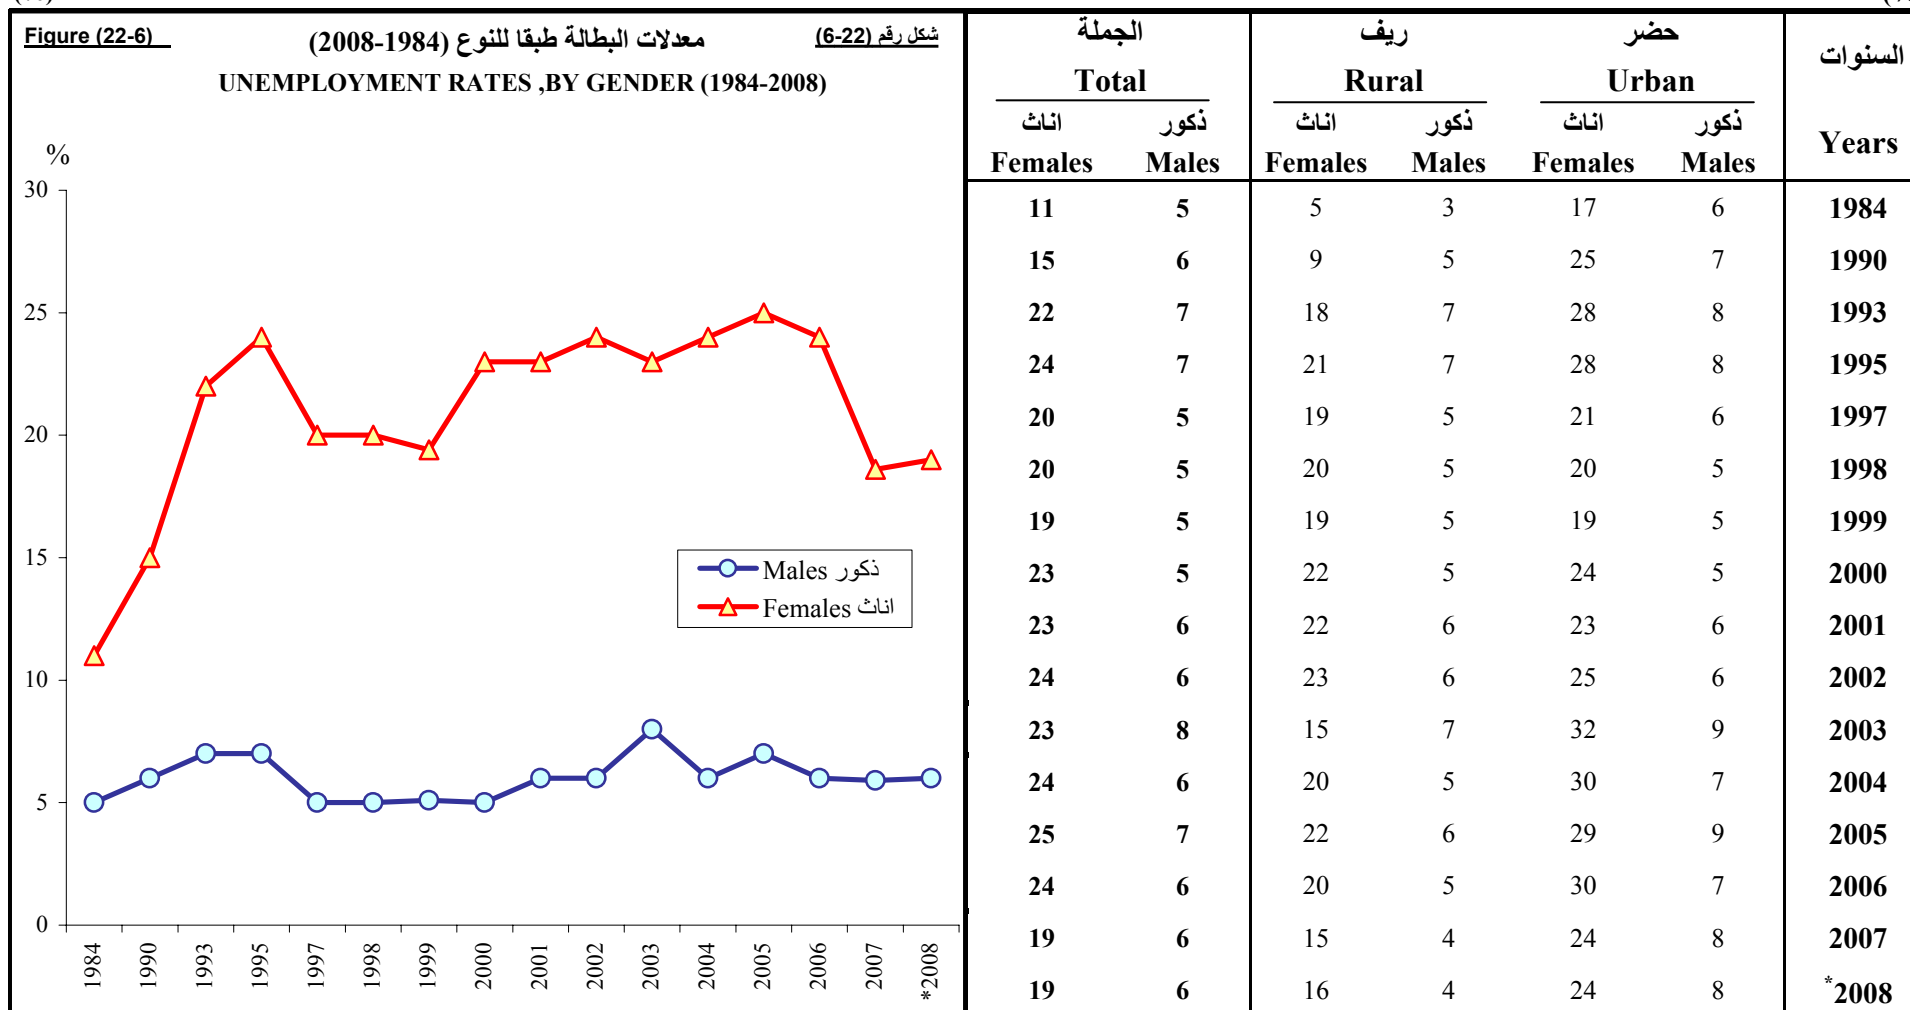 Figure (22-6)
شكل رقم (22-6)
معدلات البطالة طبقا للنوع (1984-2008)
UNEMPLOYMENT RATES ,BY GENDER (1984-2008)
%
30
25
20
15
10
5
0
ذكور Males
اناث Females
1984 1990 1993 1995 1997 1998 1999 2000 2001 2002 2003 2004 2005 2006 2007 *2008
الجملة ريف حضر السنوات
Total Rural Urban Years
اناث ذكور اناث ذكور اناث ذكور
Females Males Females Males Females Males
11 5 5 3 17 6 1984
15 6 9 5 25 7 1990
22 7 18 7 28 8 1993
24 7 21 7 28 8 1995
20 5 19 5 21 6 1997
20 5 20 5 20 5 1998
19 5 19 5 19 5 1999
23 5 22 5 24 5 2000
23 6 22 6 23 6 2001
24 6 23 6 25 6 2002
23 8 15 7 32 9 2003
24 6 20 5 30 7 2004
25 7 22 6 29 9 2005
24 6 20 5 30 7 2006
19 6 15 4 24 8 2007
19 6 16 4 24 8 *2008